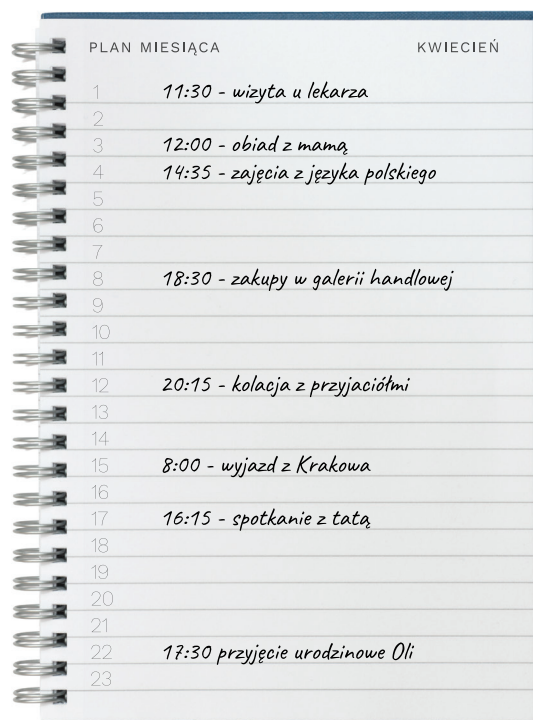 PLAN MIESIĄCA KWIECIEŃ
1 11:30 - wizyta u lekarza
2
3 12:00 - obiad z mamą
4 14:35 - zajęcia z języka polskiego
5
6
7
8 18:30 - zakupy w galerii handlowej
9
10
11
12 20:15 - kolacja z przyjaciółmi
13
14
15 8:00 - wyjazd z Krakowa
16
17 16:15 - spotkanie z tatą
18
19
20
21
22 17:30 przyjęcie urodzinowe Oli
23